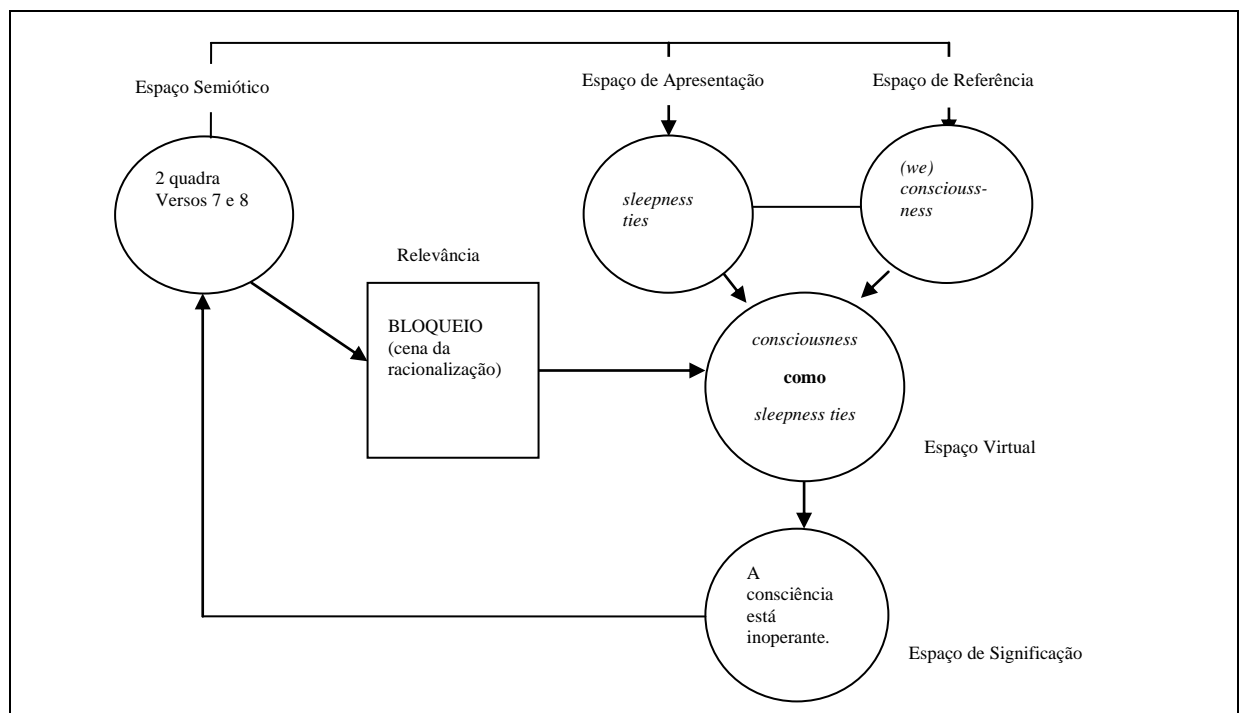 Espaço Semiótico
Espaço de Apresentação
Espaço de Referência
2 quadra
Versos 7 e 8
sleepness
ties
(we)
consciouss-
ness
Relevância
BLOQUEIO
(cena da
racionalização)
consciousness
como
sleepness ties
Espaço Virtual
A
consciência
está
inoperante.
Espaço de Significação